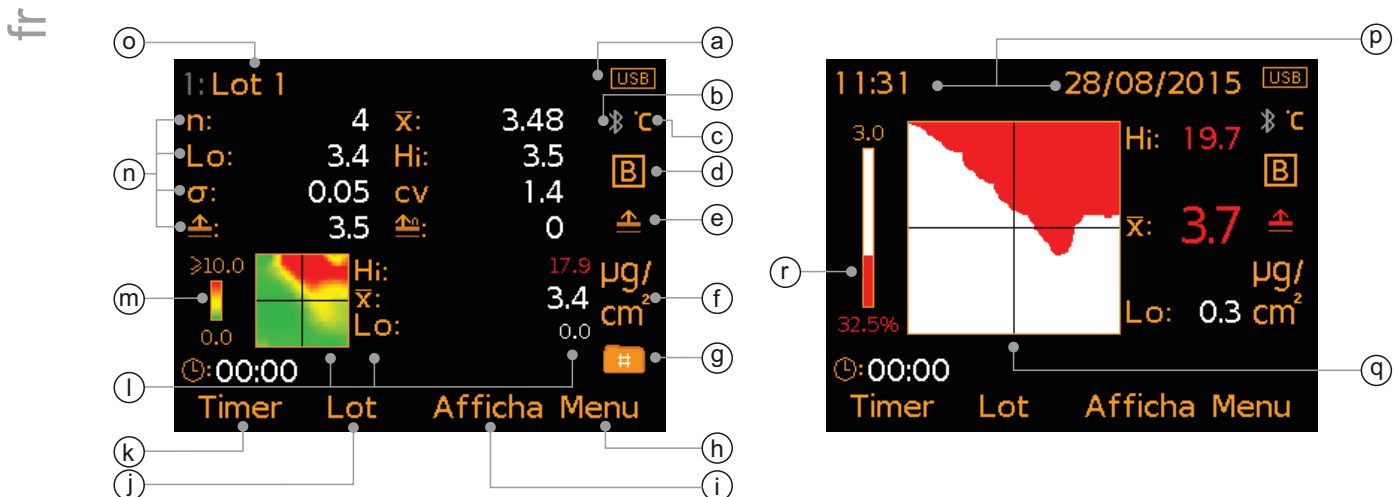 fr
o
a
p
1: Lot 1
USB
11:31
28/08/2015
USB
b
℃
c
℃
n: 4 x̅: 3.48
3.0
Hi: 19.7
n
Lo: 3.4 Hi: 3.5
B
d
B
σ: 0.05 cv 1.4
: 3.5 : 0
e
x̅: 3.7
≥10.0
Hi: 17.9
µg/
cm²
f
µg/
cm²
r
m
x̅: 3.4
0.0
Lo: 0.0
32.5%
Lo: 0.3
#
g
l
:00:00
:00:00
q
Timer Lot Afficha Menu
Timer Lot Afficha Menu
k
h
j
i